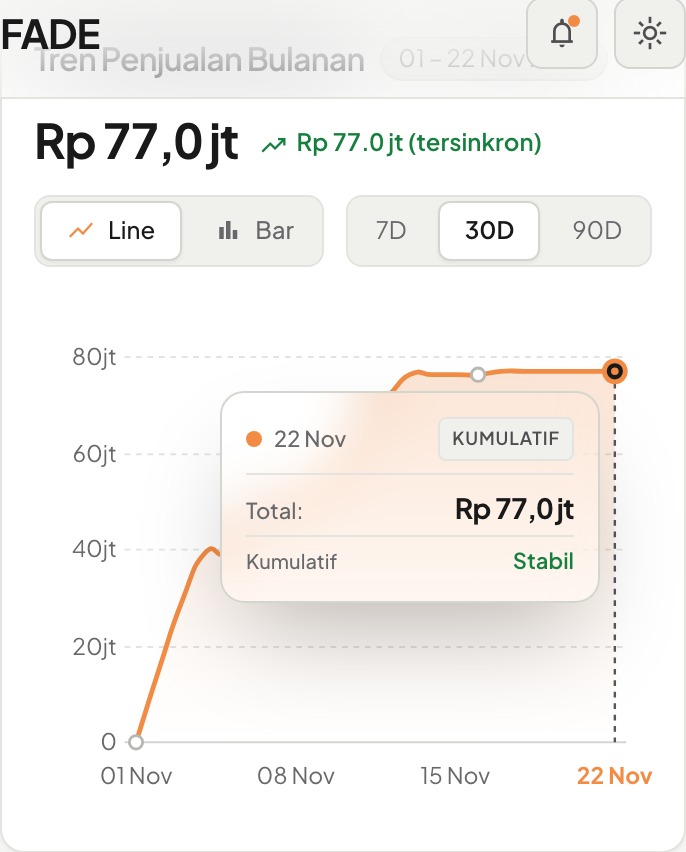 FADE
Tren Penjualan Bulanan 01 – 22 Nov
Rp 77,0 jt Rp 77.0 jt (tersinkron)
Line Bar 7D 30D 90D
80jt
60jt
40jt
20jt
0
22 Nov KUMULATIF
Total: Rp 77,0 jt
Kumulatif Stabil
01 Nov 08 Nov 15 Nov 22 Nov